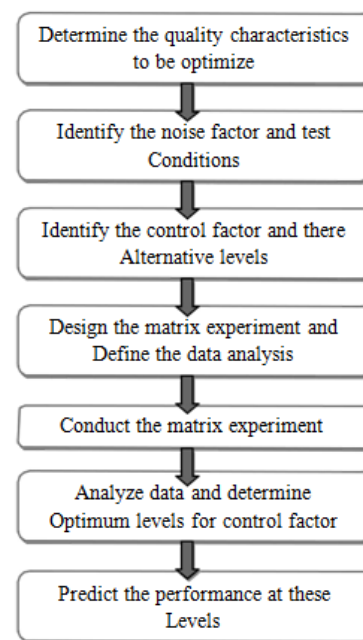 Determine the quality characteristics
to be optimize
Identify the noise factor and test
Conditions
Identify the control factor and there
Alternative levels
Design the matrix experiment and
Define the data analysis
Conduct the matrix experiment
Analyze data and determine
Optimum levels for control factor
Predict the performance at these
Levels